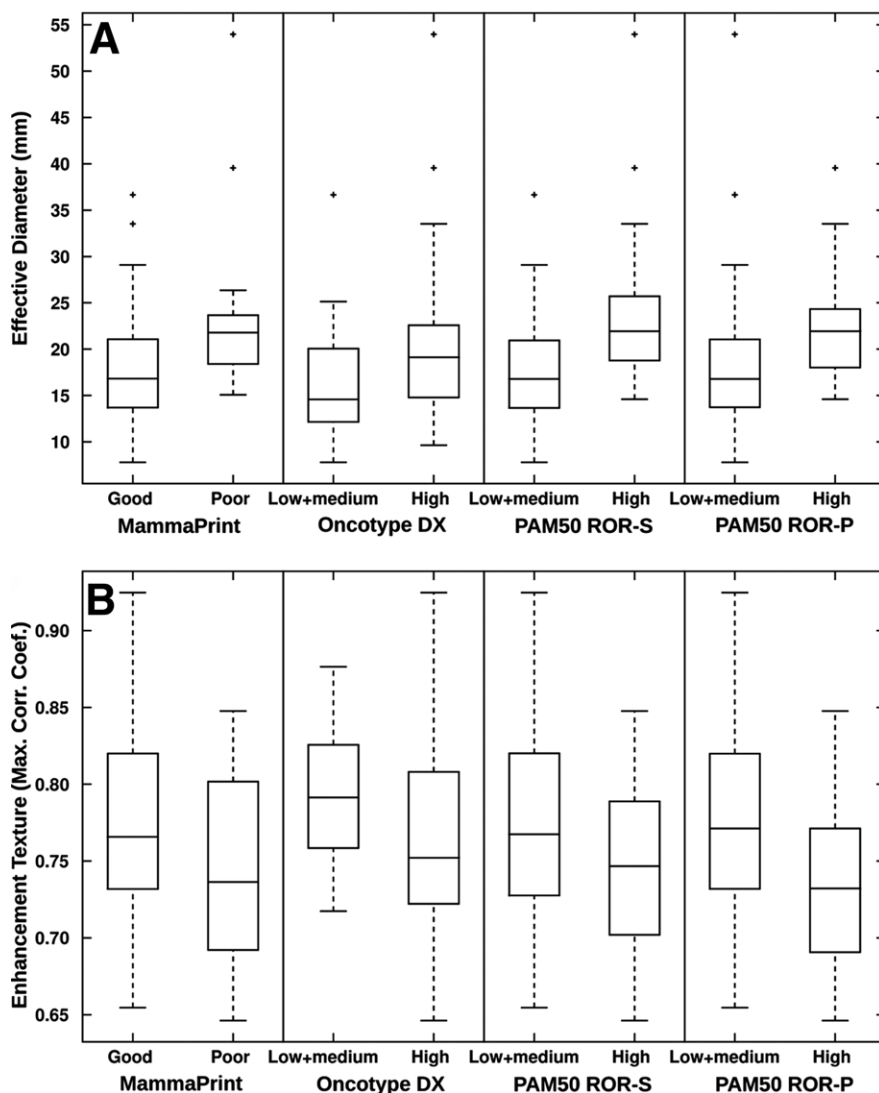 A
Effective Diameter (mm)
55
50
45
40
35
30
25
20
15
10
Good Poor Low+medium High Low+medium High Low+medium High
MammaPrint Oncotype DX PAM50 ROR-S PAM50 ROR-P
B
Enhancement Texture (Max. Corr. Coef.)
0.90
0.85
0.80
0.75
0.70
0.65
Good Poor Low+medium High Low+medium High Low+medium High
MammaPrint Oncotype DX PAM50 ROR-S PAM50 ROR-P